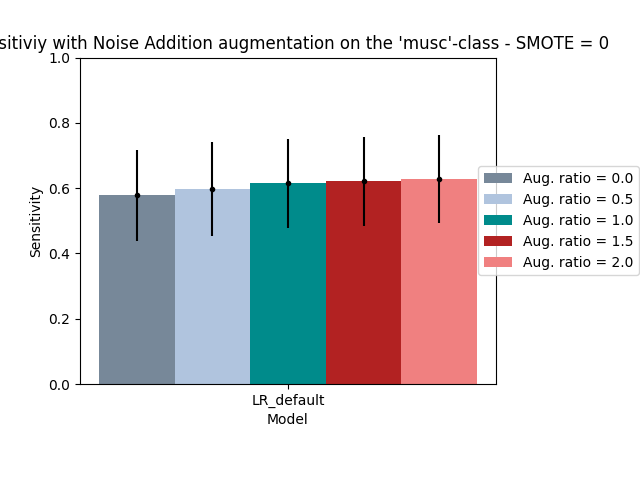 sitiviy with Noise Addition augmentation on the 'musc'-class - SMOTE = 0
1.0
0.8
0.6
0.4
0.2
0.0
Sensitivity
LR_default
Model
Aug. ratio = 0.0
Aug. ratio = 0.5
Aug. ratio = 1.0
Aug. ratio = 1.5
Aug. ratio = 2.0